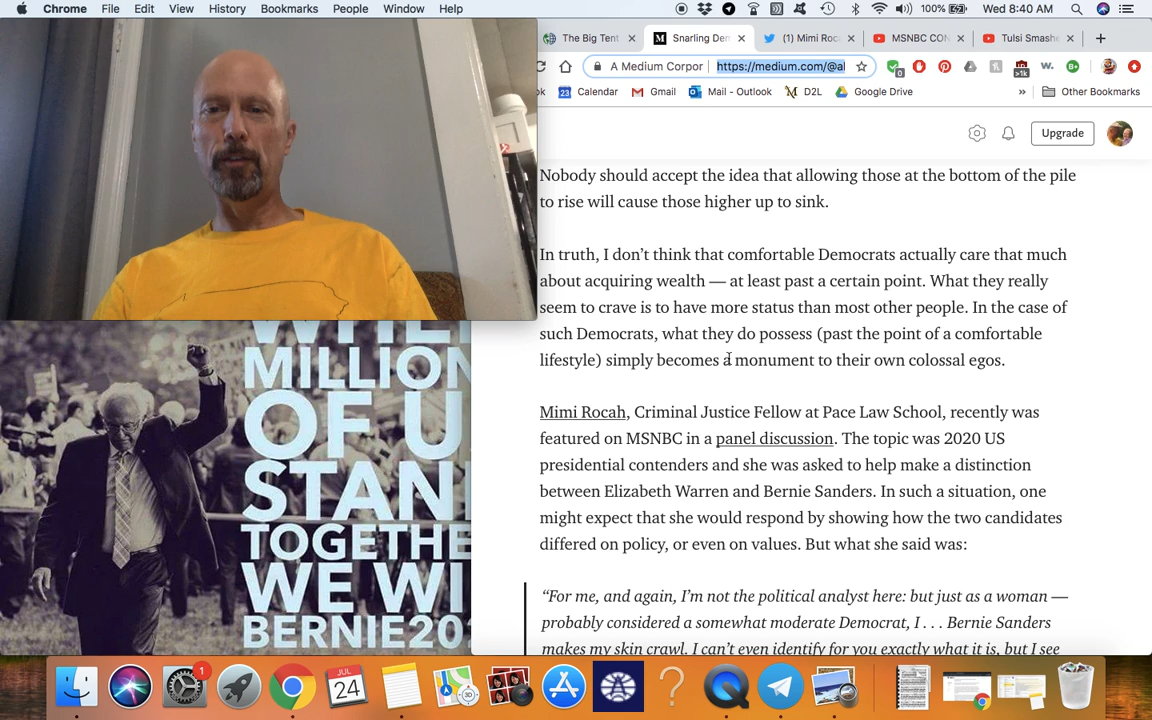 Chrome File Edit View History Bookmarks People Window Help
100% Wed 8:40 AM
The Big Tent
Snarling Dem
(1) Mimi Roc
MSNBC CON
Tulsi Smash
A Medium Corpor https://medium.com/@a
0
>1k
W.
B+
23 Calendar Gmail Mail - Outlook D2L Google Drive » Other Bookmarks
Upgrade
Nobody should accept the idea that allowing those at the bottom of the pile
to rise will cause those higher up to sink.
In truth, I don’t think that comfortable Democrats actually care that much
about acquiring wealth — at least past a certain point. What they really
seem to crave is to have more status than most other people. In the case of
such Democrats, what they do possess (past the point of a comfortable
lifestyle) simply becomes a monument to their own colossal egos.
Mimi Rocah, Criminal Justice Fellow at Pace Law School, recently was
featured on MSNBC in a panel discussion. The topic was 2020 US
presidential contenders and she was asked to help make a distinction
between Elizabeth Warren and Bernie Sanders. In such a situation, one
might expect that she would respond by showing how the two candidates
differed on policy, or even on values. But what she said was:
“For me, and again, I’m not the political analyst here: but just as a woman —
probably considered a somewhat moderate Democrat, I . . . Bernie Sanders
makes my skin crawl. I can’t even identify for you exactly what it is, but I see
WHEN
MILLION
OF U
STAN
TOGETHE
WE WI
BERNIE20
1
JUL
24